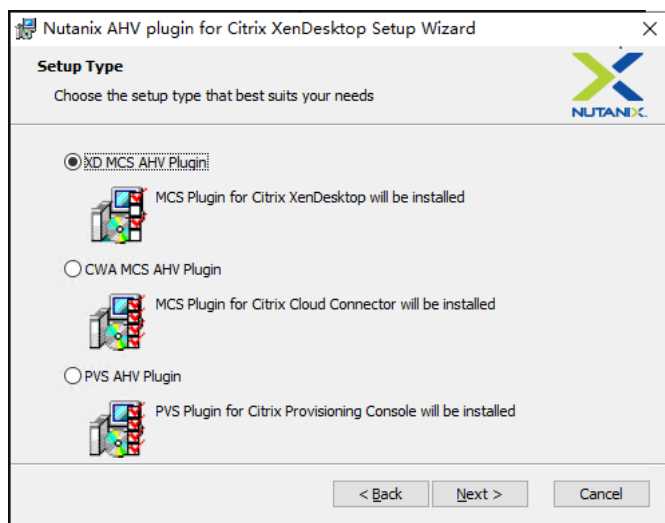 Nutanix AHV plugin for Citrix XenDesktop Setup Wizard
Setup Type
Choose the setup type that best suits your needs
NUTANIX.
XD MCS AHV Plugin
MCS Plugin for Citrix XenDesktop will be installed
CWA MCS AHV Plugin
MCS Plugin for Citrix Cloud Connector will be installed
PVS AHV Plugin
PVS Plugin for Citrix Provisioning Console will be installed
< Back Next > Cancel